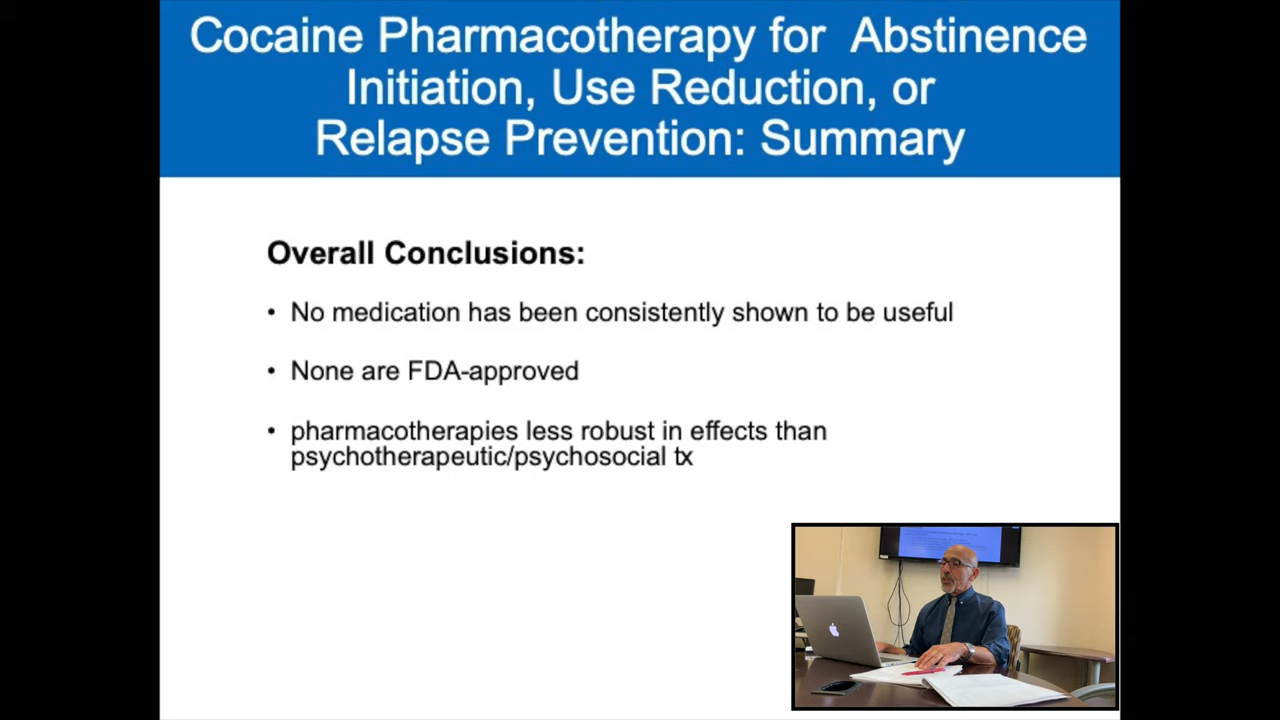 Cocaine Pharmacotherapy for Abstinence
Initiation, Use Reduction, or
Relapse Prevention: Summary
Overall Conclusions:
• No medication has been consistently shown to be useful
• None are FDA-approved
• pharmacotherapies less robust in effects than
psychotherapeutic/psychosocial tx